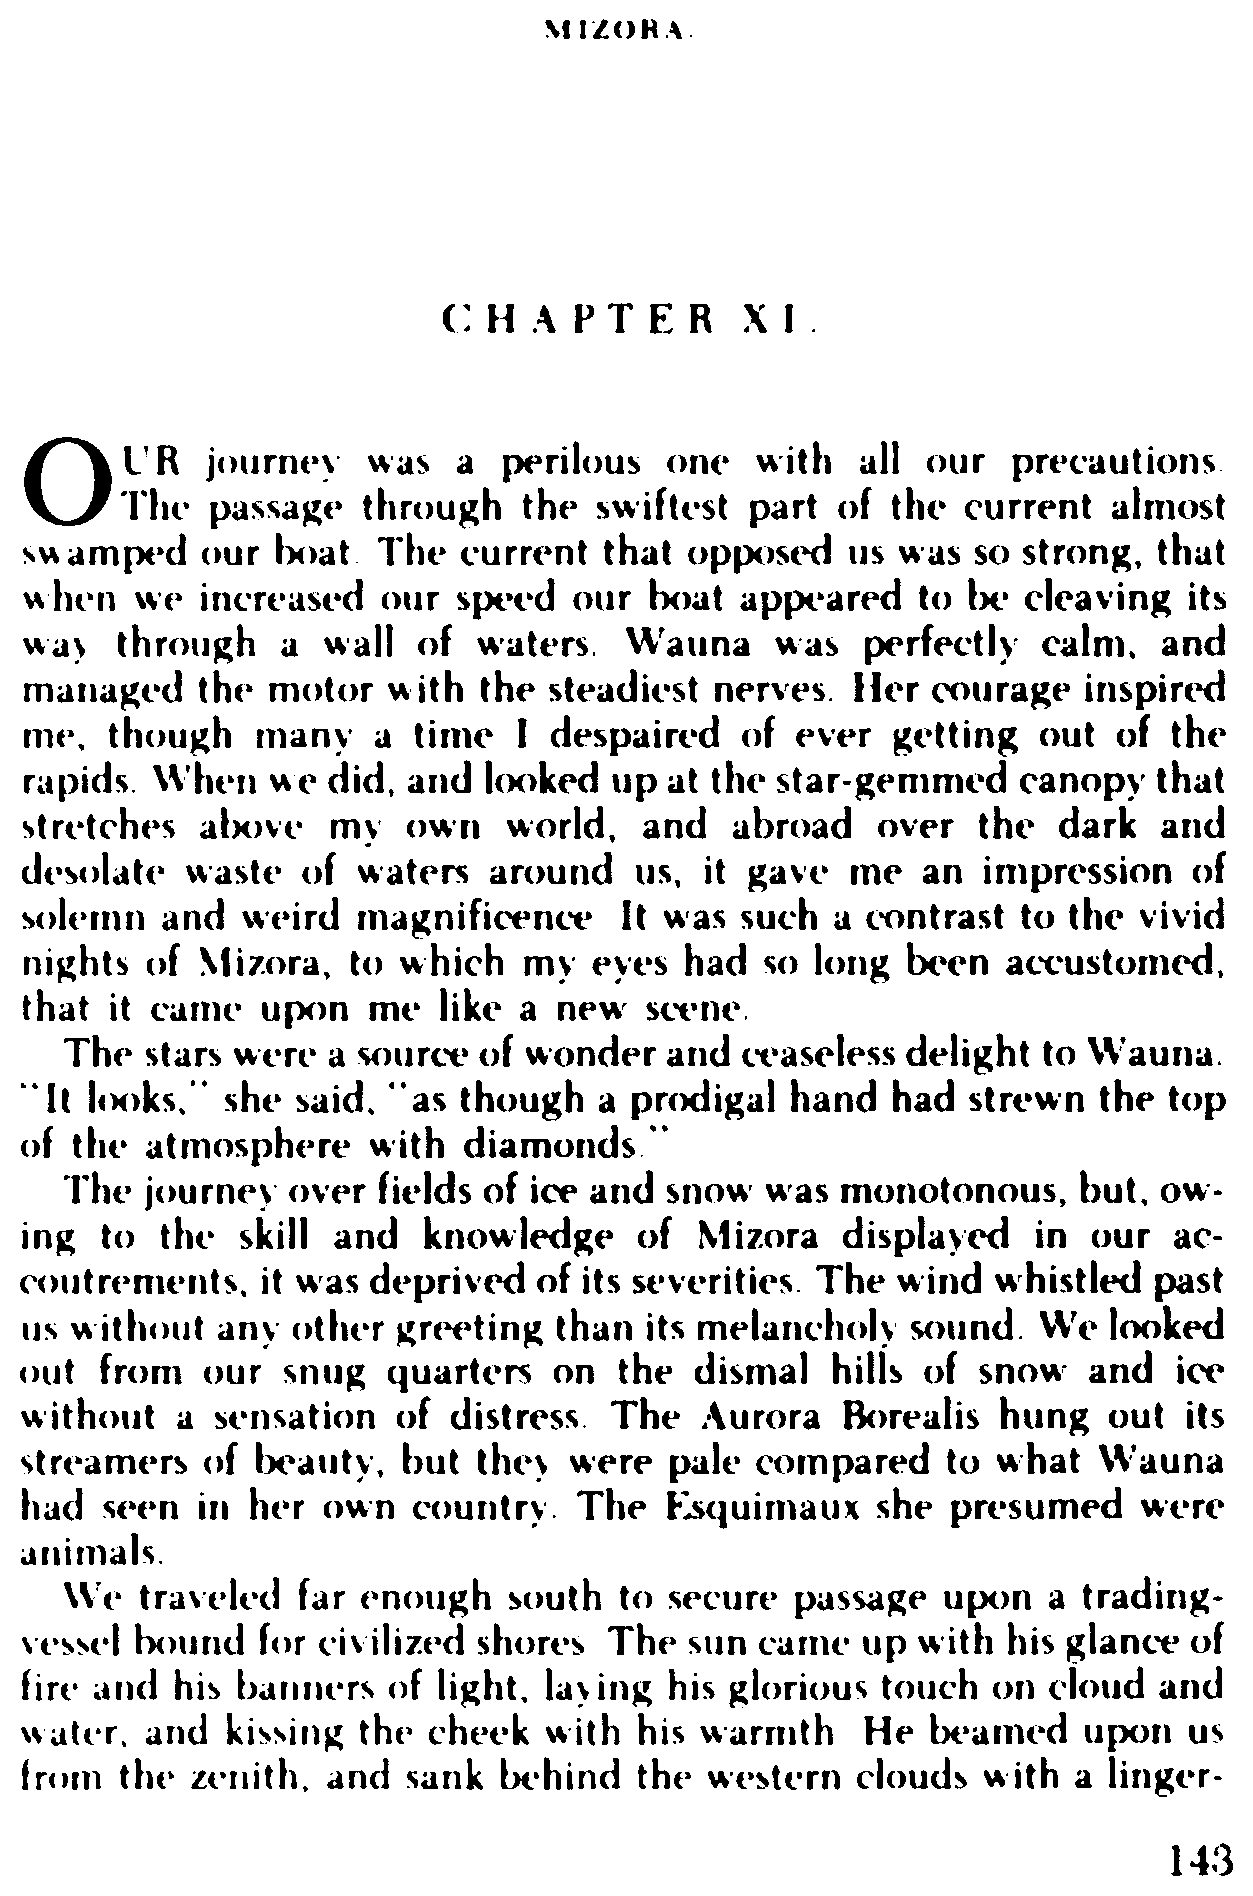 MIZORA.
CHAPTER XI.
OUR journey was a perilous one with all our precautions.
The passage through the swiftest part of the current almost
swamped our boat. The current that opposed us was so strong, that
when we increased our speed our boat appeared to be cleaving its
way through a wall of waters. Wauna was perfectly calm, and
managed the motor with the steadiest nerves. Her courage inspired
me, though many a time I despaired of ever getting out of the
rapids. When we did, and looked up at the star-gemmed canopy that
stretches above my own world, and abroad over the dark and
desolate waste of waters around us, it gave me an impression of
solemn and weird magnificence. It was such a contrast to the vivid
nights of Mizora, to which my eyes had so long been accustomed,
that it came upon me like a new scene.
The stars were a source of wonder and ceaseless delight to Wauna.
"It looks," she said, "as though a prodigal hand had strewn the top
of the atmosphere with diamonds."
The journey over fields of ice and snow was monotonous, but, ow-
ing to the skill and knowledge of Mizora displayed in our ac-
coutrements, it was deprived of its severities. The wind whistled past
us without any other greeting than its melancholy sound. We looked
out from our snug quarters on the dismal hills of snow and ice
without a sensation of distress. The Aurora Borealis hung out its
streamers of beauty, but they were pale compared to what Wauna
had seen in her own country. The Esquimaux she presumed were
animals.
We traveled far enough south to secure passage upon a trading-
vessel bound for civilized shores. The sun came up with his glance of
fire and his banners of light, laying his glorious touch on cloud and
water, and kissing the cheek with his warmth. He beamed upon us
from the zenith, and sank behind the western clouds with a linger-
143